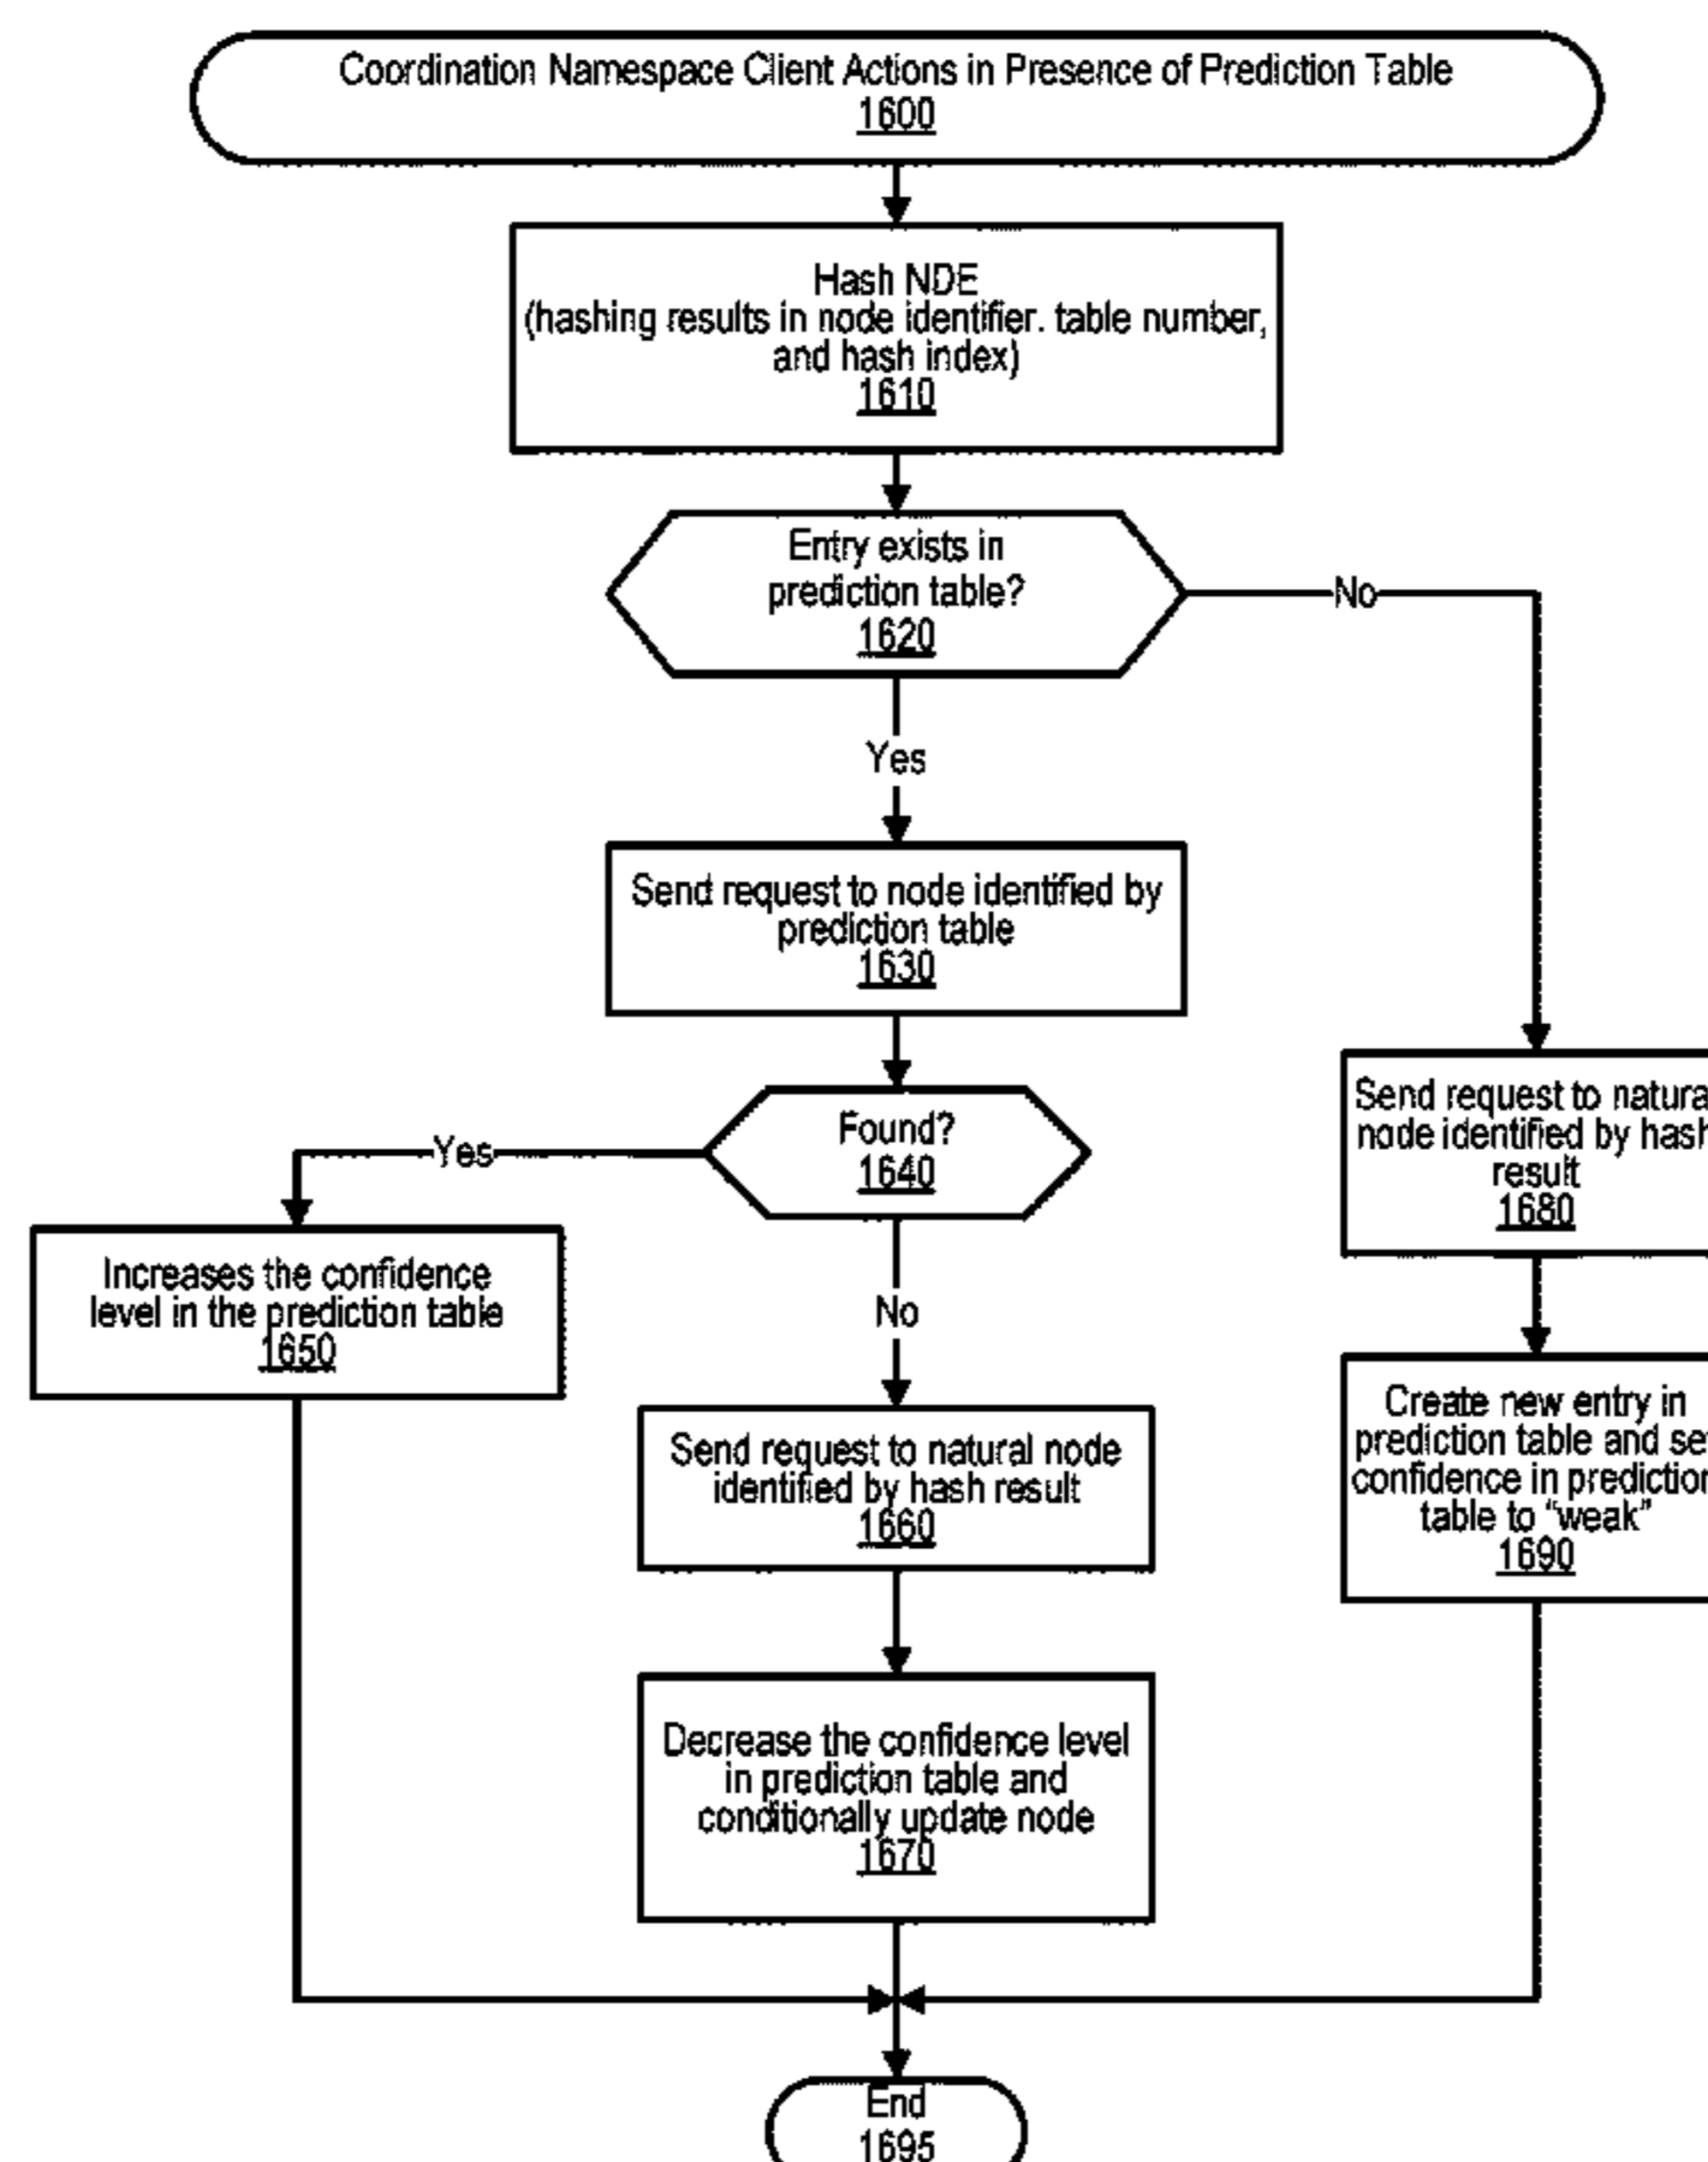 Coordination Namespace Client Actions in Presence of Prediction Table
1600
Hash NDE
(hashing results in node identifier. table number,
and hash index)
1610
Entry exists in
prediction table?
1620
No
Yes
Send request to node identified by
prediction table
1630
Found?
1640
Yes
No
Increases the confidence
level in the prediction table
1650
Send request to natural node
identified by hash result
1660
Decrease the confidence level
in prediction table and
conditionally update node
1670
Send request to
node identified by
result
1680
Create new entry in
prediction table and
confidence in
table to “weak”
1690
End
1695